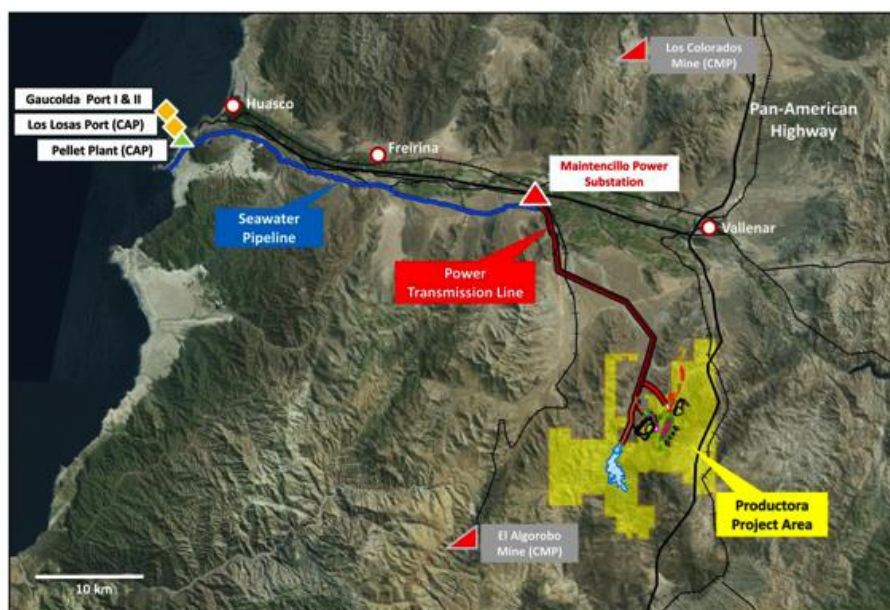 Los Colorados
Mine (CMP)
Gaucolda Port I & II
Los Losas Port (CAP)
Pellet Plant (CAP)
Huasco
Pan-American
Highway
Freirina
Maintencillo Power
Substation
Seawater
Pipeline
Vallenar
Power
Transmission Line
Productora
Project Area
El Algorobo
Mine (CMP)
10 km